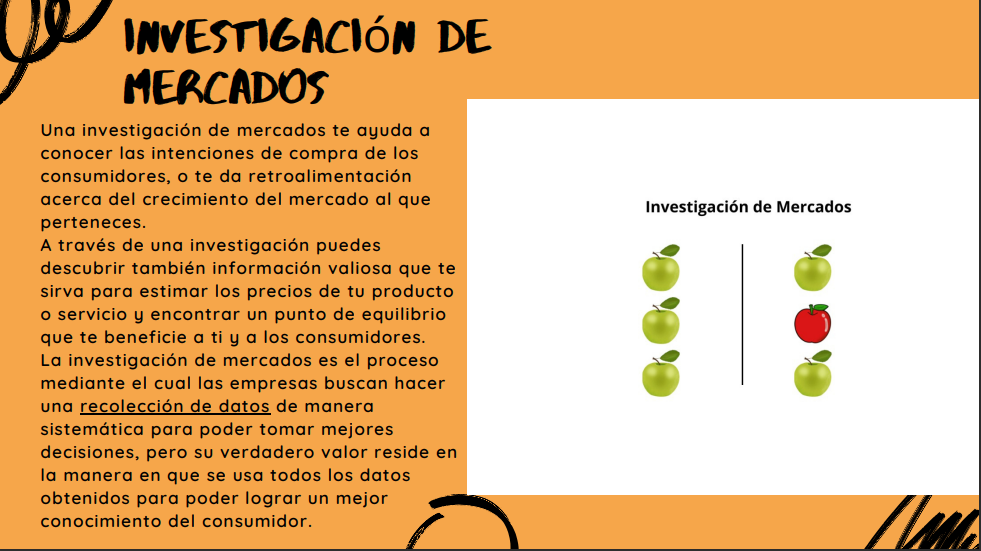 INVESTIGACIÓN DE
MERCADOS
Una investigación de mercados te ayuda a
conocer las intenciones de compra de los
consumidores, o te da retroalimentación
acerca del crecimiento del mercado al que
perteneces.
A través de una investigación puedes
descubrir también información valiosa que te
sirva para estimar los precios de tu producto
o servicio y encontrar un punto de equilibrio
que te beneficie a ti y a los consumidores.
La investigación de mercados es el proceso
mediante el cual las empresas buscan hacer
una recolección de datos de manera
sistemática para poder tomar mejores
decisiones, pero su verdadero valor reside en
la manera en que se usa todos los datos
obtenidos para poder lograr un mejor
conocimiento del consumidor.
Investigación de Mercados